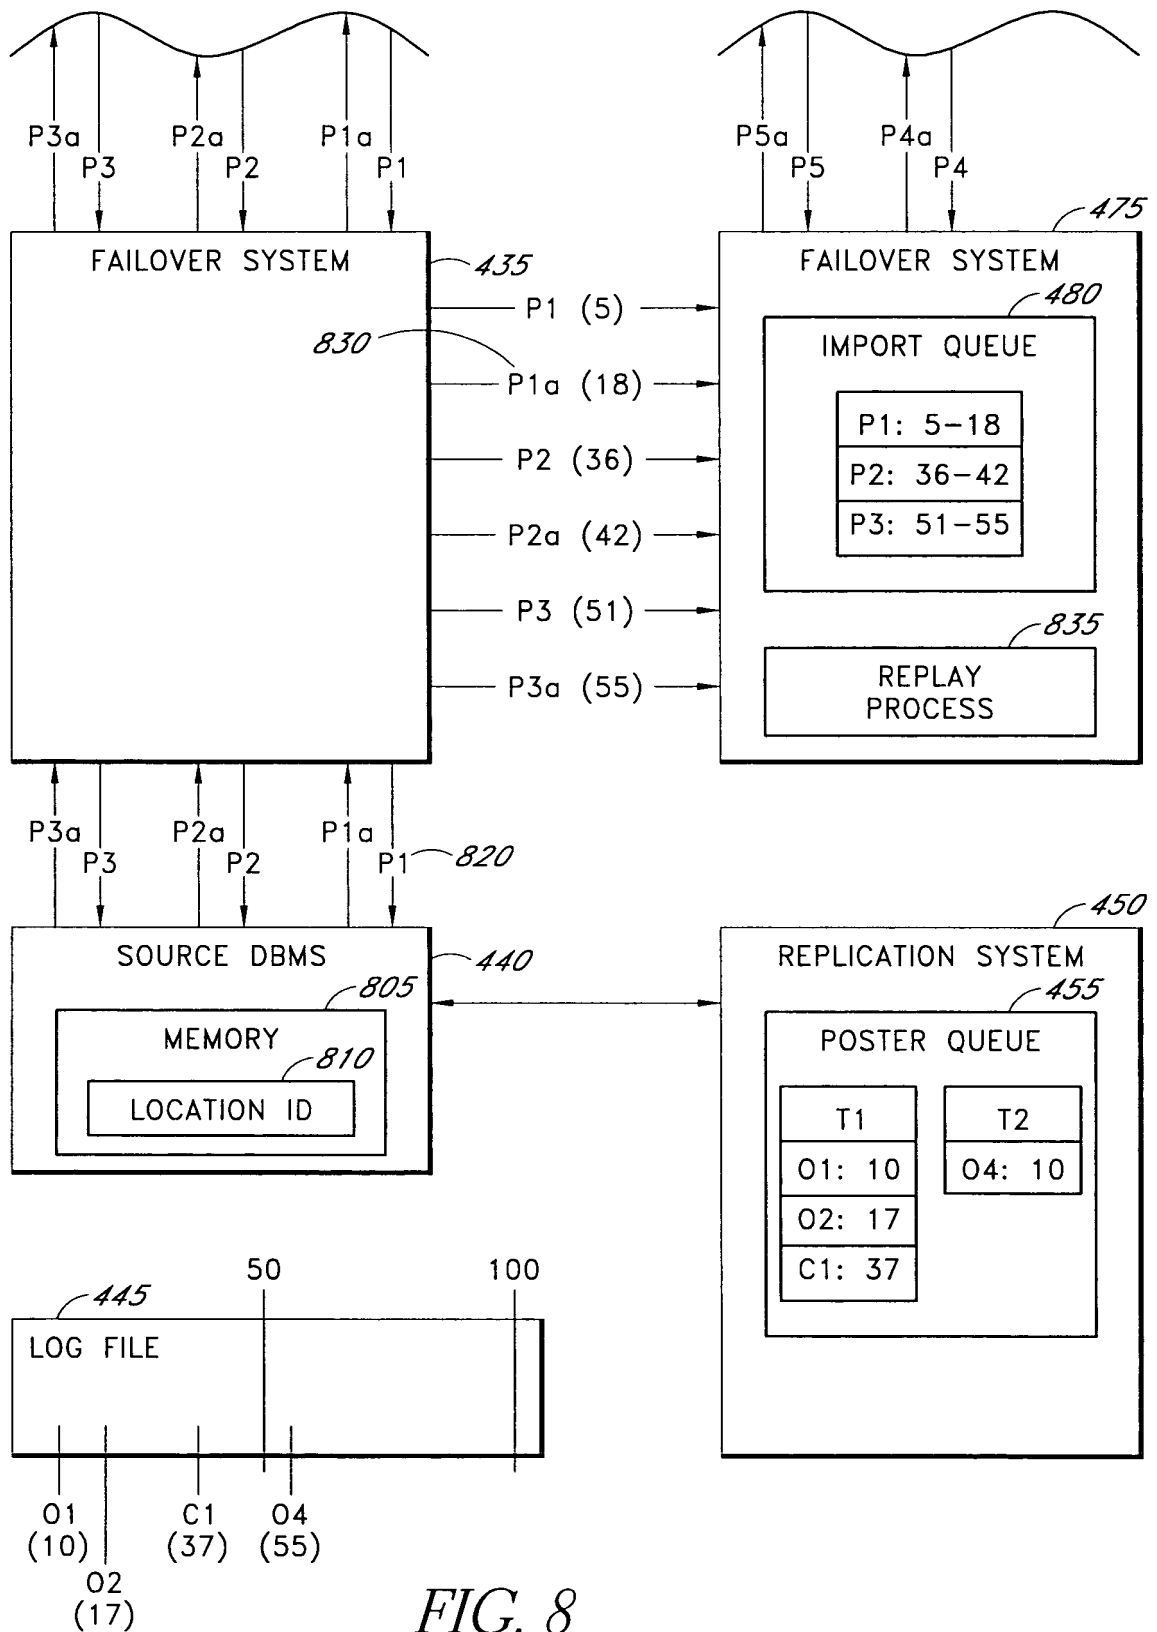 P3a
P3
P2a
P2
P1a
P1
P5a
P5
P4a
P4
475
FAILOVER SYSTEM
435
830
P1 (5)
P1a (18)
P2 (36)
P2a (42)
P3 (51)
P3a (55)
FAILOVER SYSTEM
480
IMPORT QUEUE
P1: 5-18
P2: 36-42
P3: 51-55
835
REPLAY
PROCESS
P3a
P3
P2a
P2
P1a
P1
820
SOURCE DBMS
440
805
MEMORY
810
LOCATION ID
450
REPLICATION SYSTEM
455
POSTER QUEUE
T1
O1: 10
O2: 17
C1: 37
T2
O4: 10
50
100
445
LOG FILE
O1
(10)
O2
(17)
C1
(37)
O4
(55)
FIG. 8